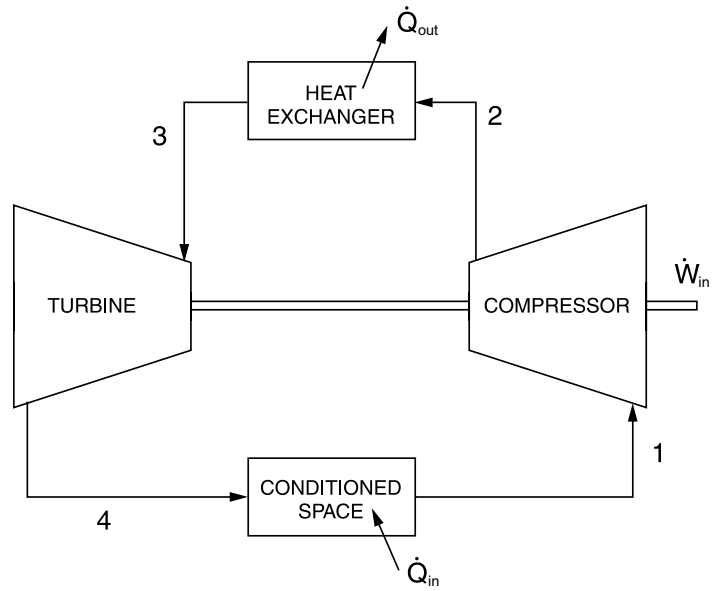 Q̇out
HEAT
EXCHANGER
2
3
Ẇin
TURBINE
COMPRESSOR
1
CONDITIONED
SPACE
4
Q̇in